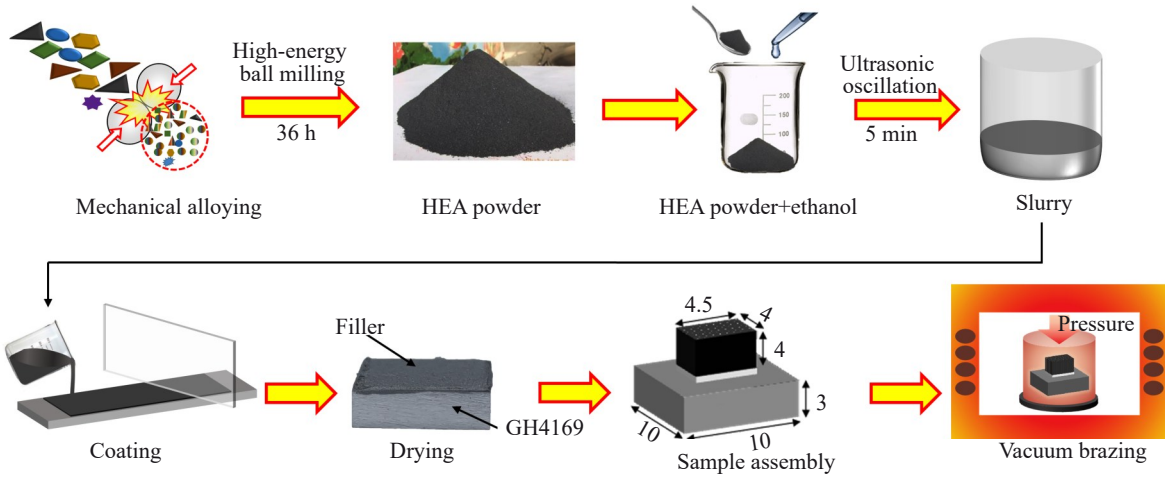 High-energy
ball milling
36 h
Mechanical alloying
HEA powder
200
150
100
HEA powder+ethanol
Ultrasonic
oscillation
5 min
Slurry
Coating
Filler
GH4169
Drying
4.5
4
4
3
10
10
Sample assembly
Pressure
Vacuum brazing